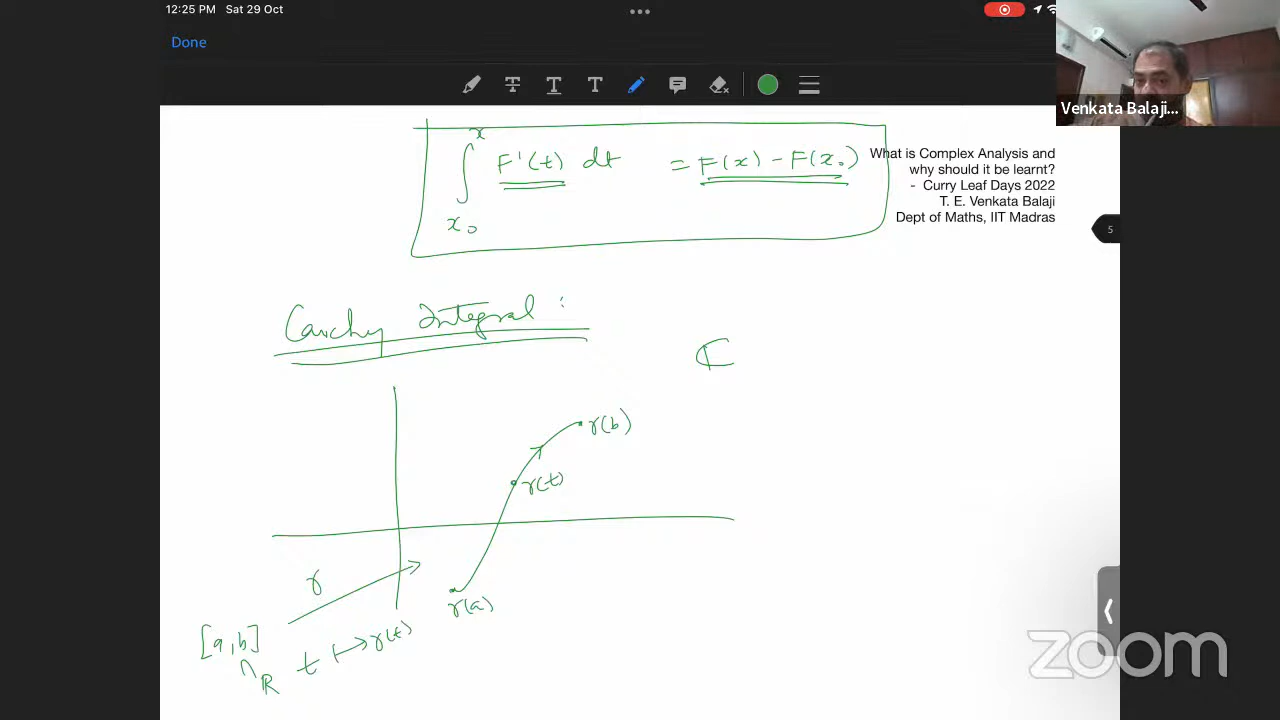 12:25 PM Sat 29 Oct
Done
Venkata Balaji...
∫ₓ₀ˣ F'(t) dt = F(x) - F(x₀)
What is Complex Analysis and
why should it be learnt?
- Curry Leaf Days 2022
T. E. Venkata Balaji
Dept of Maths, IIT Madras
5
Cauchy Integral :
ℂ
γ(b)
γ(t)
γ
γ(a)
[a,b]
∩
ℝ
t ↦ γ(t)
zoom